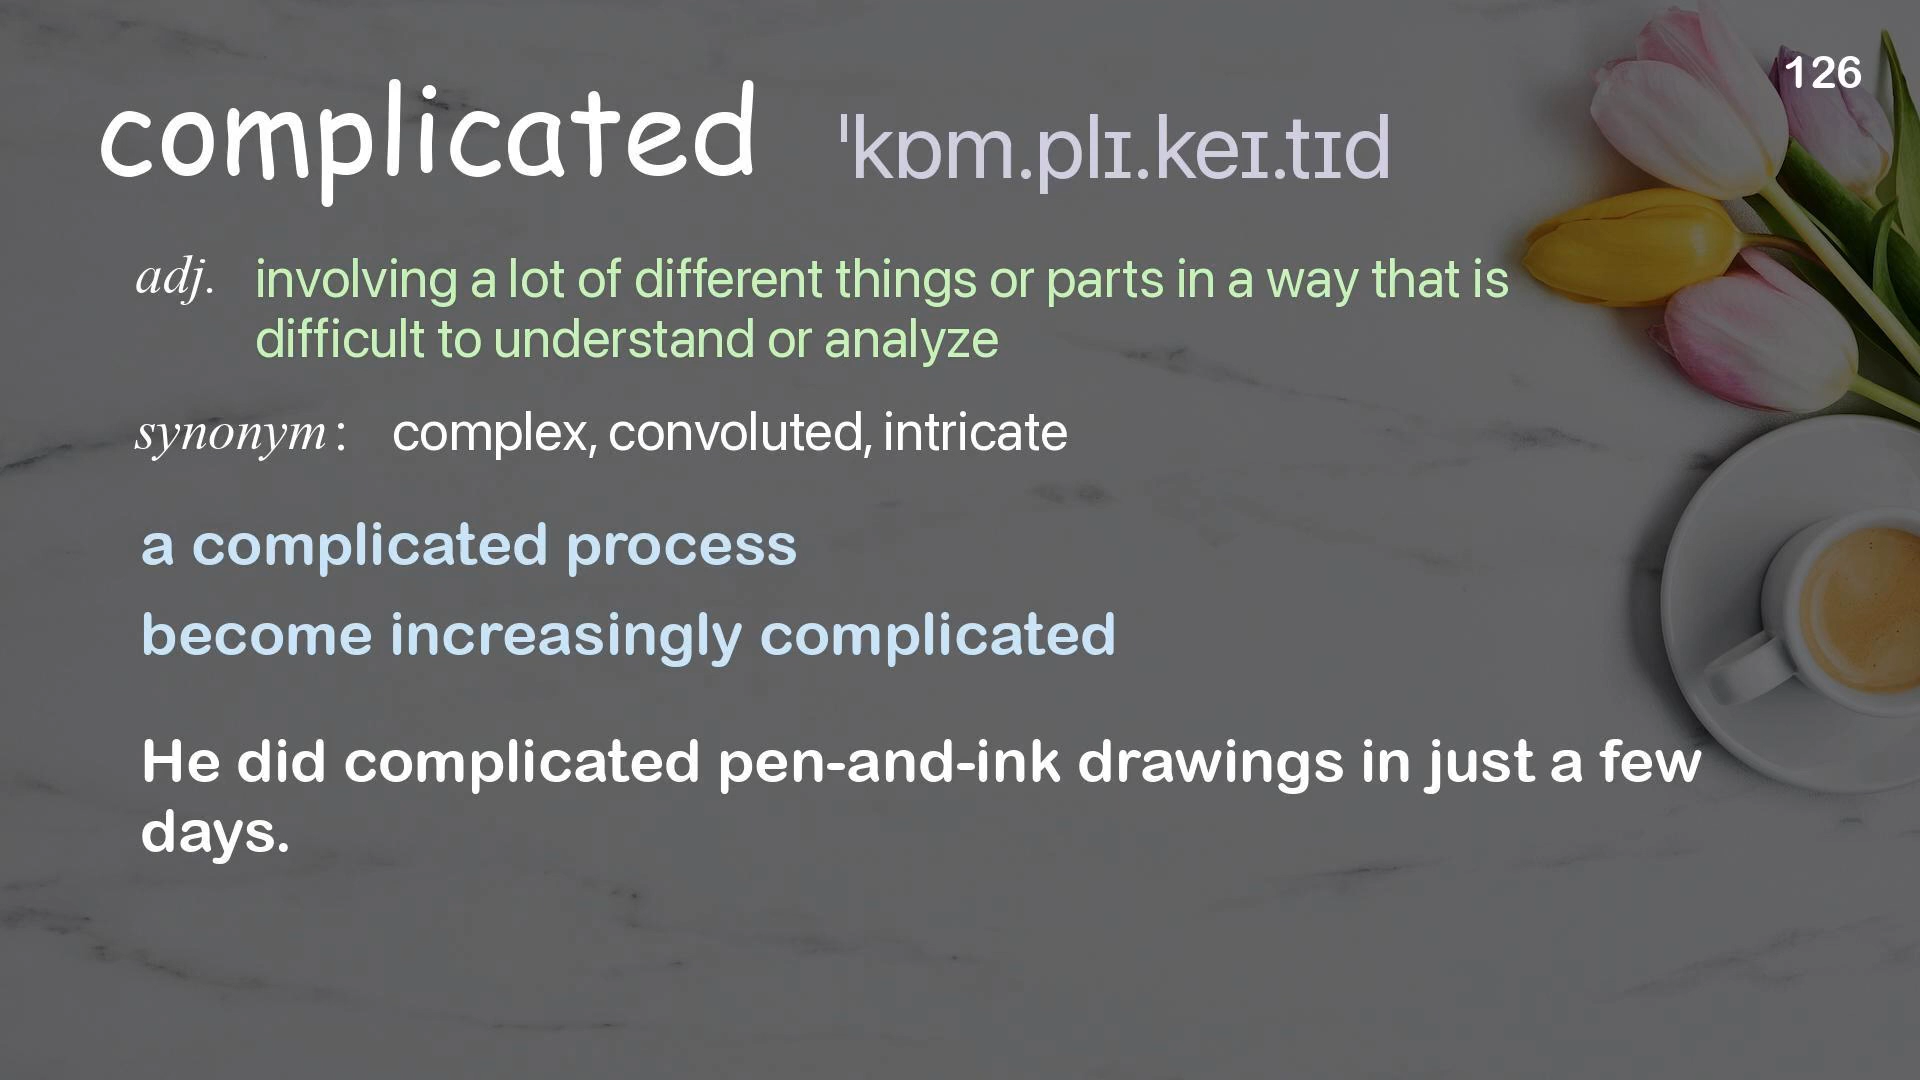 126
complicated ˈkɒm.plɪ.keɪ.tɪd
adj. involving a lot of different things or parts in a way that is
difficult to understand or analyze
synonym: complex, convoluted, intricate
a complicated process
become increasingly complicated
He did complicated pen-and-ink drawings in just a few
days.